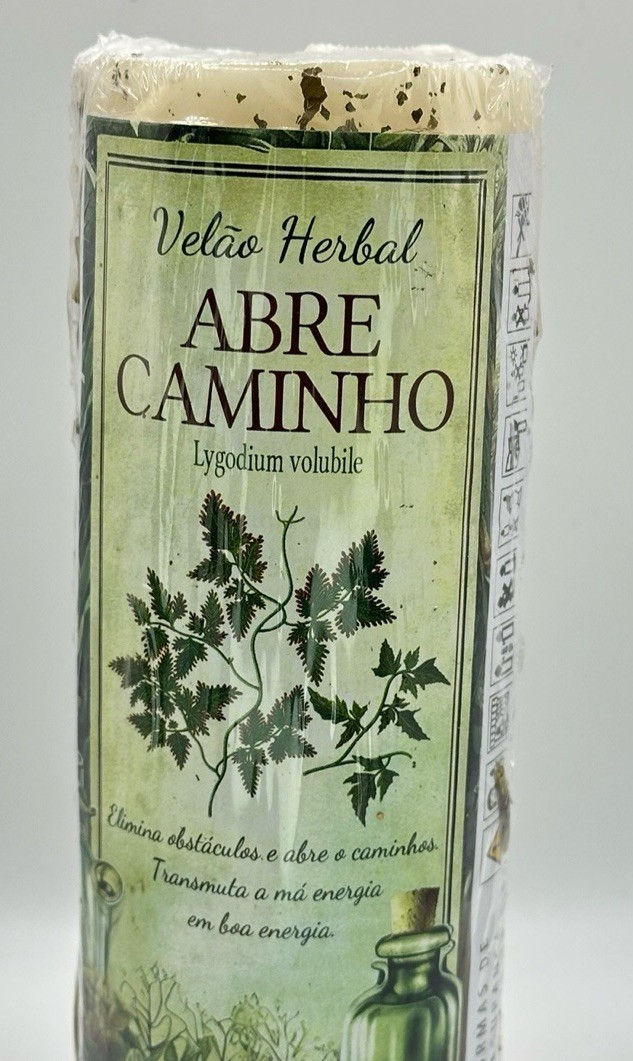 Velão Herbal
ABRE
CAMINHO
Lygodium volubile
Elimina obstáculos e abre o caminhos.
Transmuta a má energia
em boa energia.